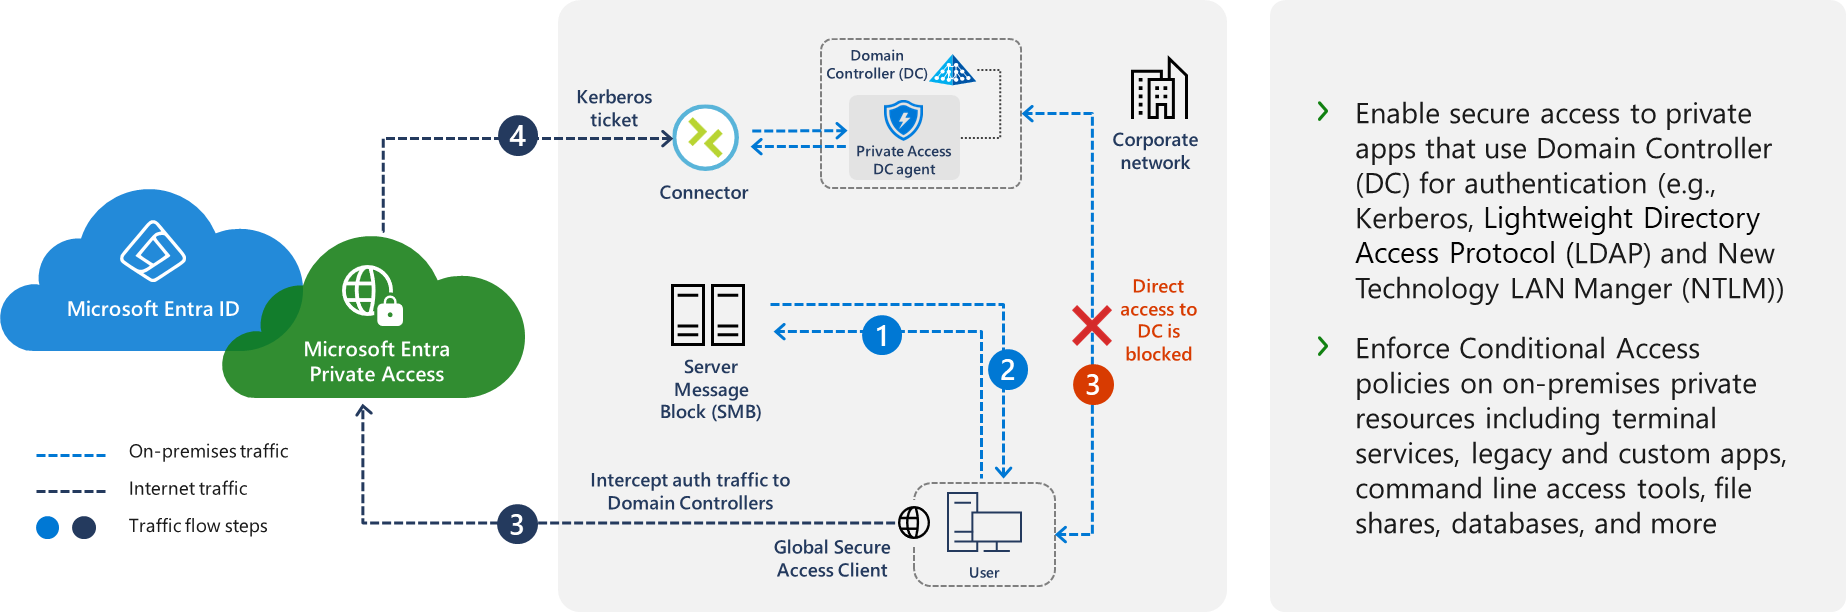 Microsoft Entra ID
Microsoft Entra
Private Access
On-premises traffic
Internet traffic
Traffic flow steps
4
Kerberos
ticket
Connector
Domain
Controller (DC)
Private Access
DC agent
Corporate
network
Server
Message
Block (SMB)
1
2
Direct
access to
DC is
blocked
3
Intercept auth traffic to
Domain Controllers
3
Global Secure
Access Client
User
Enable secure access to private
apps that use Domain Controller
(DC) for authentication (e.g.,
Kerberos, Lightweight Directory
Access Protocol (LDAP) and New
Technology LAN Manger (NTLM))
Enforce Conditional Access
policies on on-premises private
resources including terminal
services, legacy and custom apps,
command line access tools, file
shares, databases, and more